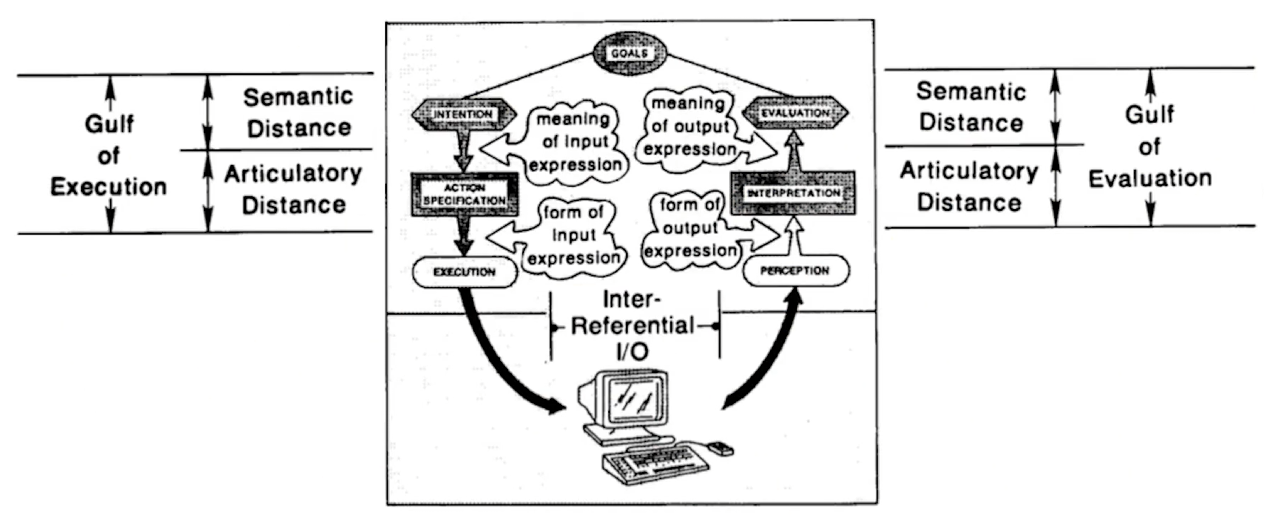 GOALS
Gulf
of
Execution
Semantic
Distance
Articulatory
Distance
INTENTION
meaning
of input
expression
ACTION
SPECIFICATION
form of
input
expression
EXECUTION
meaning
of output
expression
EVALUATION
INTERPRETATION
form of
output
expression
PERCEPTION
Inter-
Referential
I/O
Semantic
Distance
Articulatory
Distance
Gulf
of
Evaluation